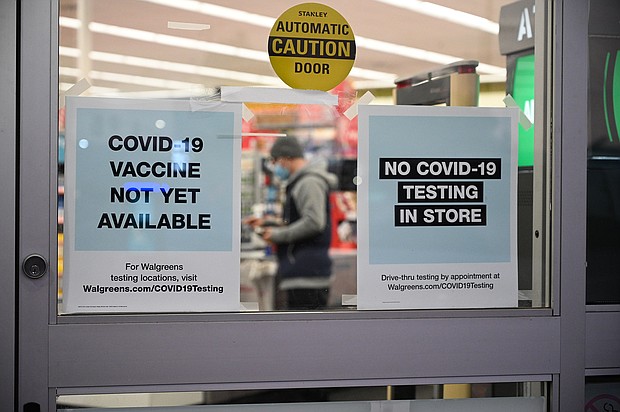 STANLEY
AUTOMATIC
CAUTION
DOOR
COVID-19
VACCINE
NOT YET
AVAILABLE
For Walgreens
testing locations, visit
Walgreens.com/COVID19Testing
NO COVID-19
TESTING
IN STORE
Drive-thru testing by appointment at
Walgreens.com/COVID19Testing